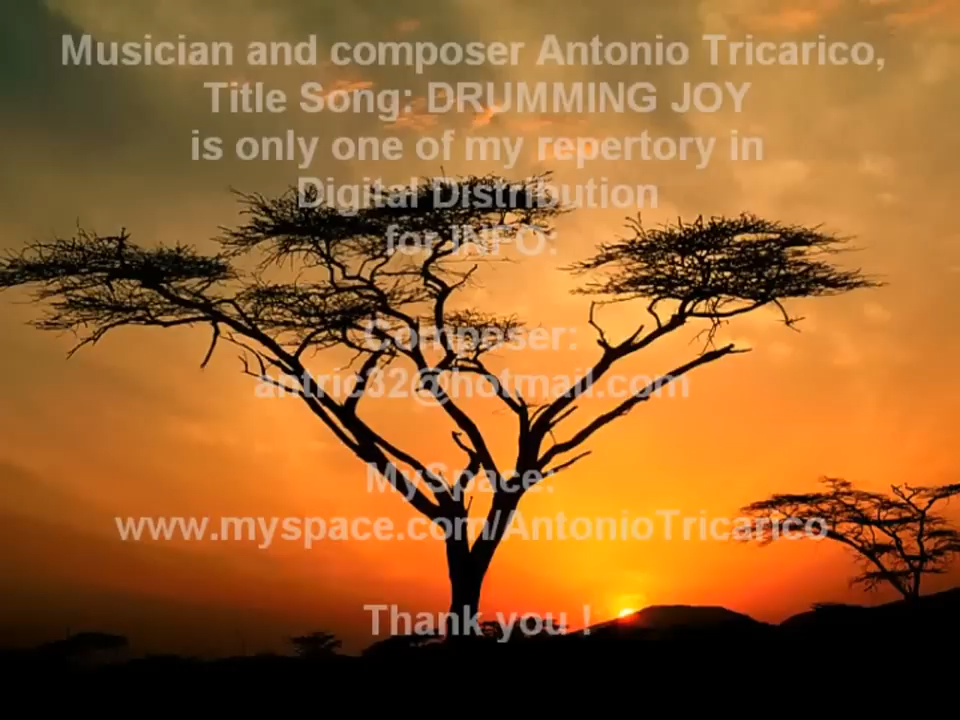 Musician and composer Antonio Tricarico,
Title Song: DRUMMING JOY
is only one of my repertory in
Digital Distribution
for INFO:
Composer:
antric32@hotmail.com
MySpace:
www.myspace.com/AntonioTricarico
Thank you !